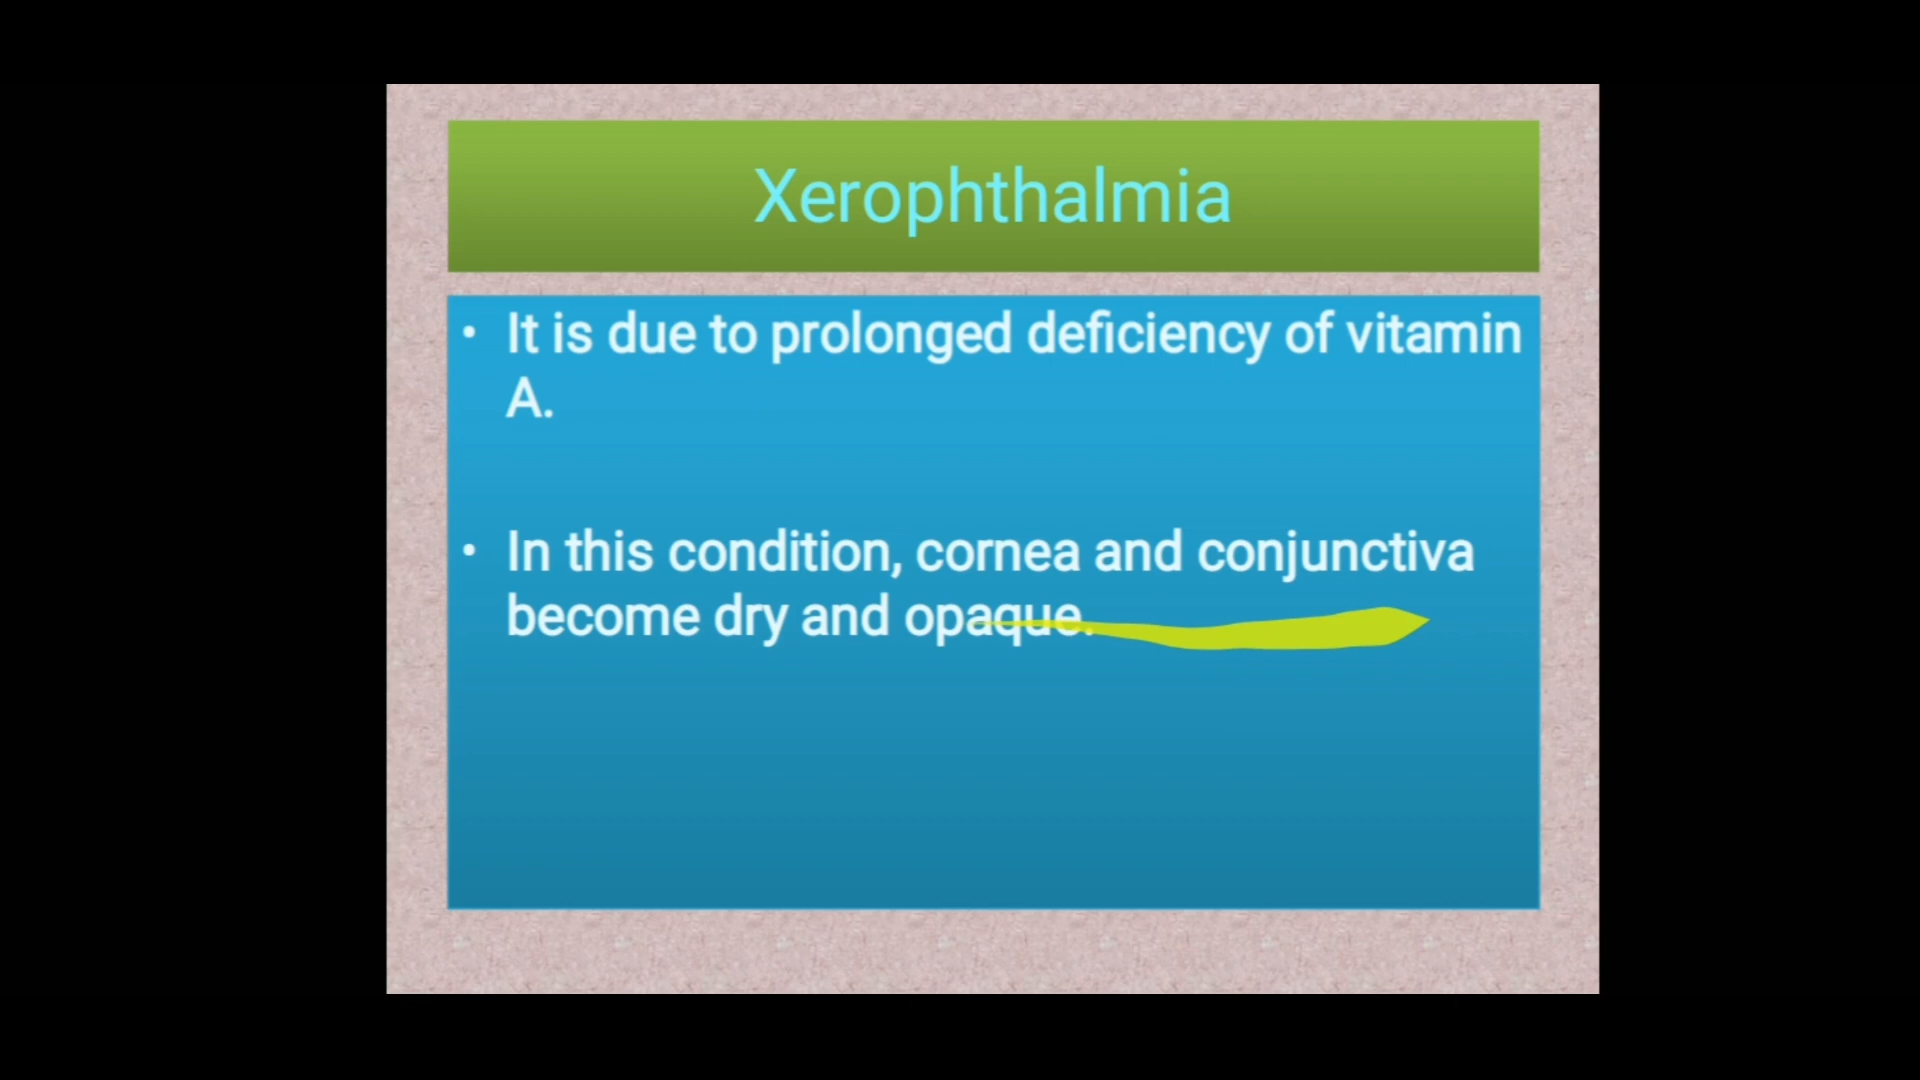 Xerophthalmia
• It is due to prolonged deficiency of vitamin
A.
• In this condition, cornea and conjunctiva
become dry and opaque.